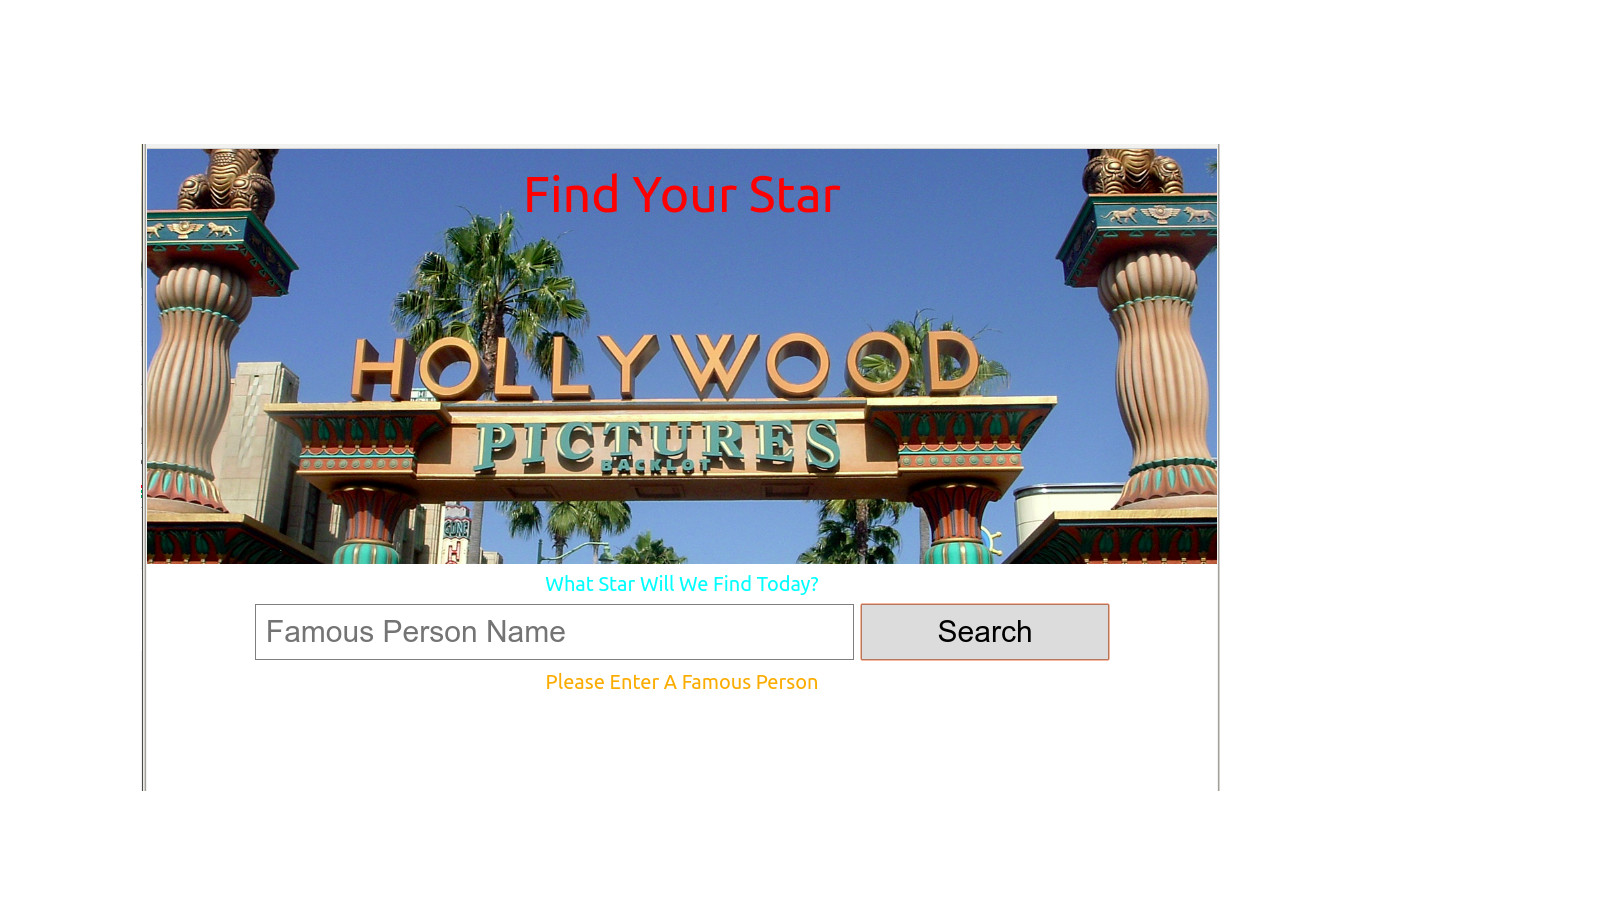 Find Your Star
HOLLYWOOD
PICTURES
BACKLOT
What Star Will We Find Today?
Famous Person Name
Search
Please Enter A Famous Person